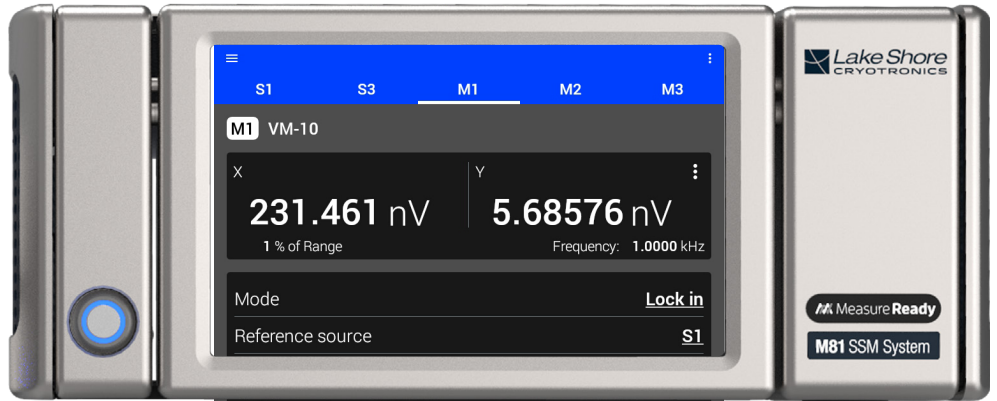 S1 S3 M1 M2 M3
M1 VM-10
X Y
231.461 nV 5.68576 nV
1 % of Range Frequency: 1.0000 kHz
Mode Lock in
Reference source S1
Lake Shore
CRYOTRONICS
MeasureReady
M81 SSM System